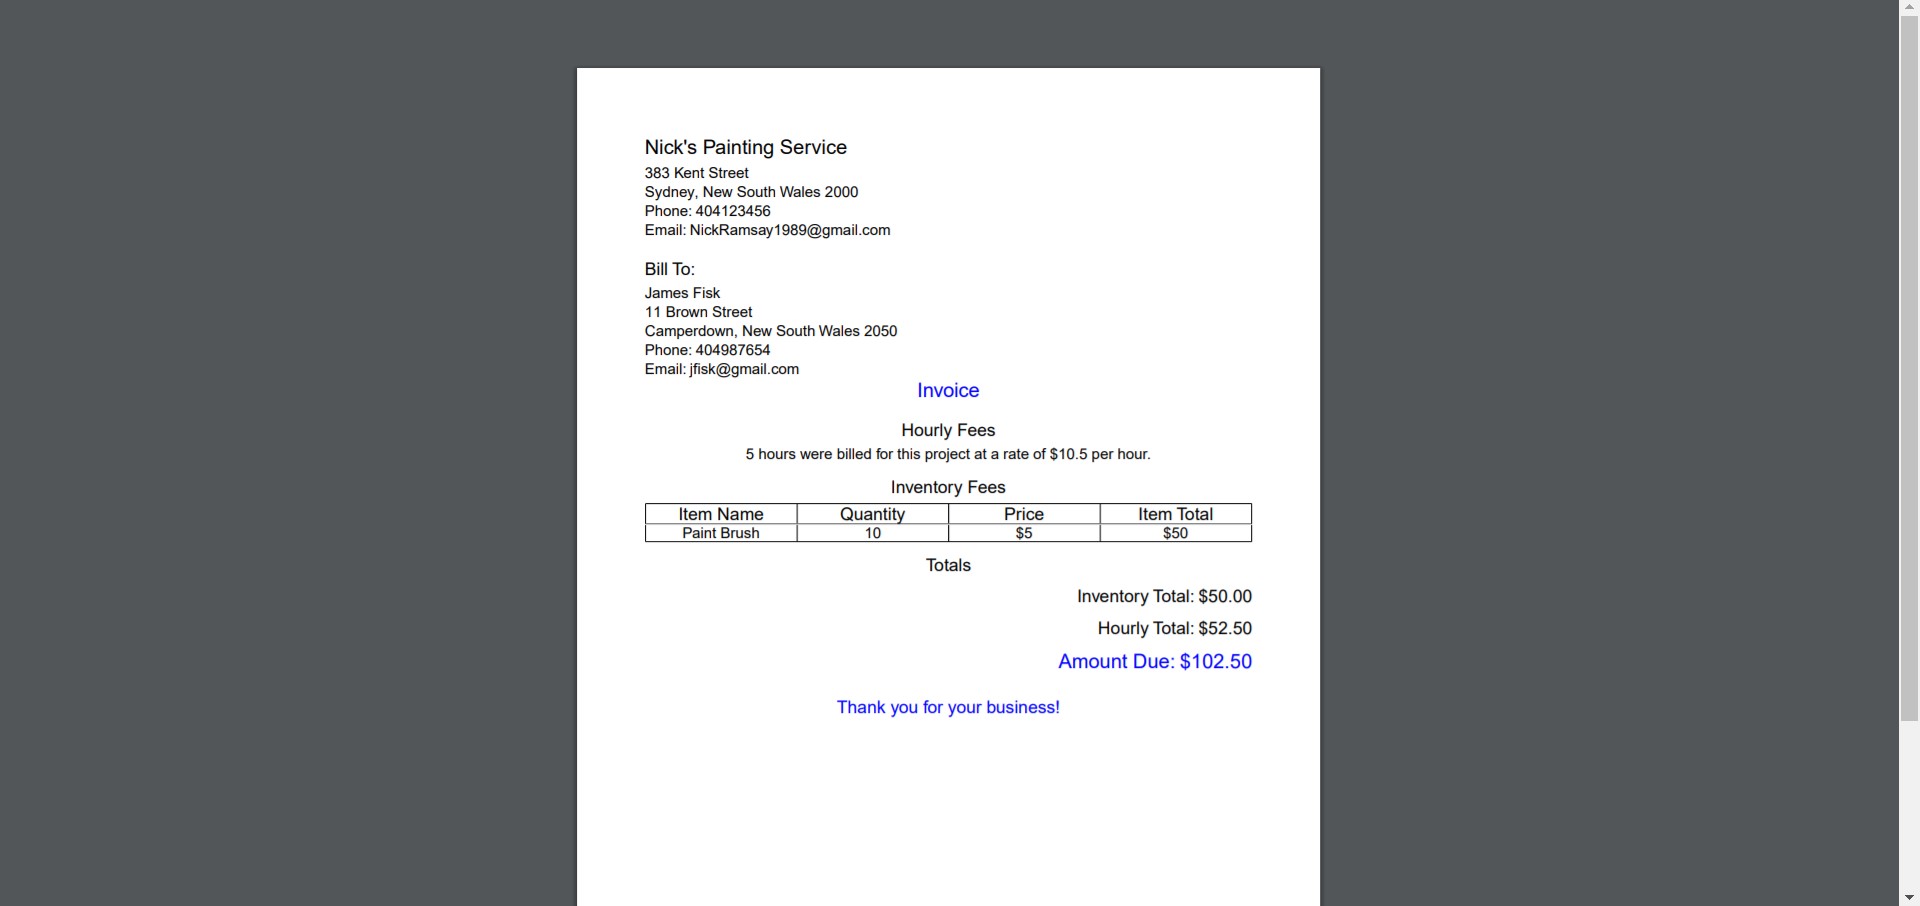 Nick's Painting Service
383 Kent Street
Sydney, New South Wales 2000
Phone: 404123456
Email: NickRamsay1989@gmail.com
Bill To:
James Fisk
11 Brown Street
Camperdown, New South Wales 2050
Phone: 404987654
Email: jfisk@gmail.com
Invoice
Hourly Fees
5 hours were billed for this project at a rate of $10.5 per hour.
Inventory Fees
Item Name Quantity Price Item Total
Paint Brush 10 $5 $50
Totals
Inventory Total: $50.00
Hourly Total: $52.50
Amount Due: $102.50
Thank you for your business!